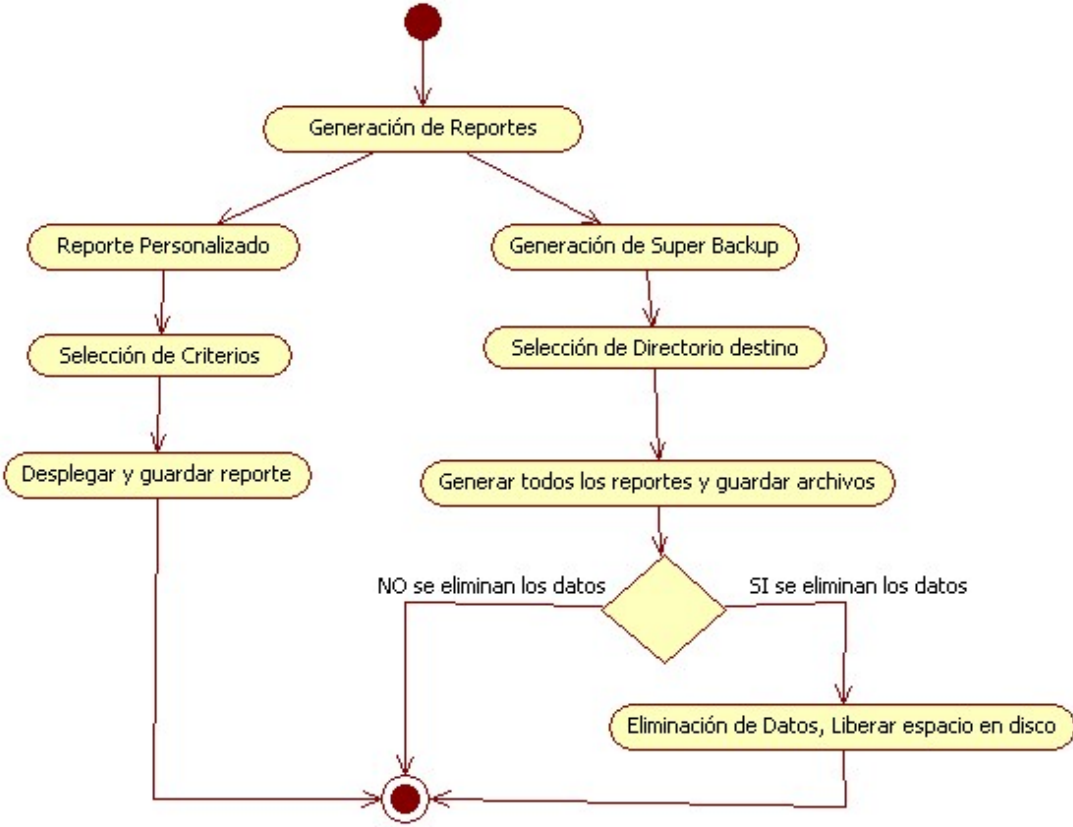 Generación de Reportes
Reporte Personalizado
Generación de Super Backup
Selección de Criterios
Selección de Directorio destino
Desplegar y guardar reporte
Generar todos los reportes y guardar archivos
NO se eliminan los datos
SI se eliminan los datos
Eliminación de Datos, Liberar espacio en disco